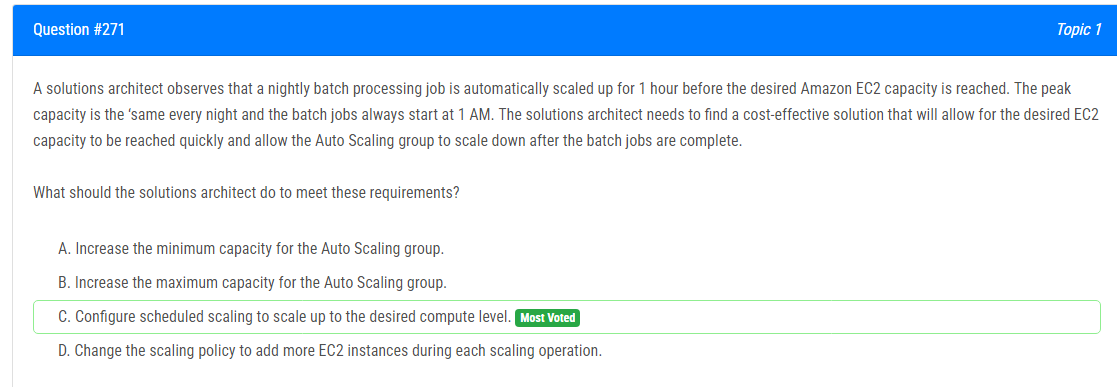 Question #271
Topic 1
A solutions architect observes that a nightly batch processing job is automatically scaled up for 1 hour before the desired Amazon EC2 capacity is reached. The peak
capacity is the ‘same every night and the batch jobs always start at 1 AM. The solutions architect needs to find a cost-effective solution that will allow for the desired EC2
capacity to be reached quickly and allow the Auto Scaling group to scale down after the batch jobs are complete.
What should the solutions architect do to meet these requirements?
A. Increase the minimum capacity for the Auto Scaling group.
B. Increase the maximum capacity for the Auto Scaling group.
C. Configure scheduled scaling to scale up to the desired compute level. Most Voted
D. Change the scaling policy to add more EC2 instances during each scaling operation.